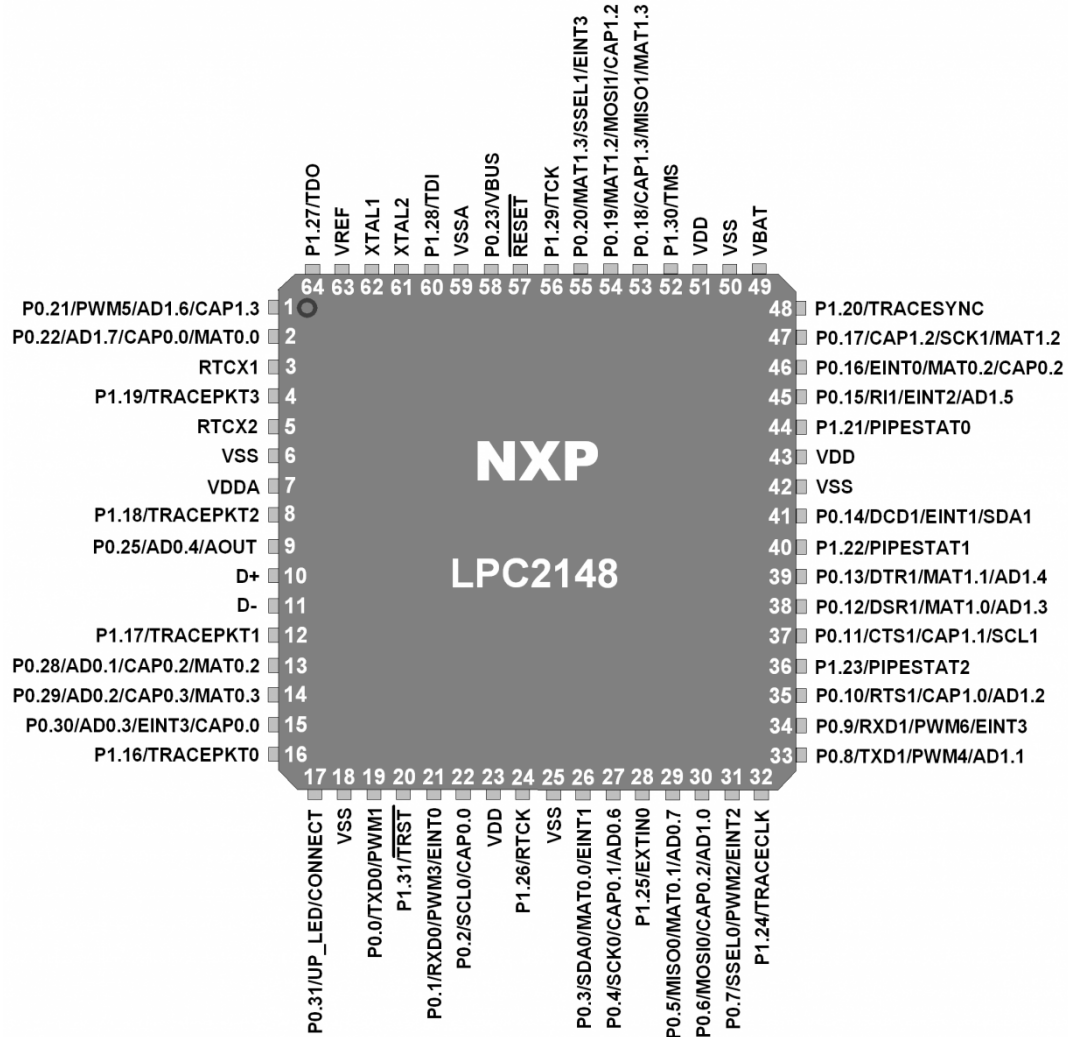 P1.27/TDO
VREF
XTAL1
XTAL2
P1.28/TDI
VSSA
P0.23/VBUS
RESET
P1.29/TCK
P0.20/MAT1.3/SSEL1/EINT3
P0.19/MAT1.2/MOSI1/CAP1.2
P0.18/CAP1.3/MISO1/MAT1.3
P1.30/TMS
VDD
VSS
VBAT
64 63 62 61 60 59 58 57 56 55 54 53 52 51 50 49
P0.21/PWM5/AD1.6/CAP1.3 1
P0.22/AD1.7/CAP0.0/MAT0.0 2
RTCX1 3
P1.19/TRACEPKT3 4
RTCX2 5
VSS 6
VDDA 7
P1.18/TRACEPKT2 8
P0.25/AD0.4/AOUT 9
D+ 10
D- 11
P1.17/TRACEPKT1 12
P0.28/AD0.1/CAP0.2/MAT0.2 13
P0.29/AD0.2/CAP0.3/MAT0.3 14
P0.30/AD0.3/EINT3/CAP0.0 15
P1.16/TRACEPKT0 16
NXP
LPC2148
48 P1.20/TRACESYNC
47 P0.17/CAP1.2/SCK1/MAT1.2
46 P0.16/EINT0/MAT0.2/CAP0.2
45 P0.15/RI1/EINT2/AD1.5
44 P1.21/PIPESTAT0
43 VDD
42 VSS
41 P0.14/DCD1/EINT1/SDA1
40 P1.22/PIPESTAT1
39 P0.13/DTR1/MAT1.1/AD1.4
38 P0.12/DSR1/MAT1.0/AD1.3
37 P0.11/CTS1/CAP1.1/SCL1
36 P1.23/PIPESTAT2
35 P0.10/RTS1/CAP1.0/AD1.2
34 P0.9/RXD1/PWM6/EINT3
33 P0.8/TXD1/PWM4/AD1.1
17 18 19 20 21 22 23 24 25 26 27 28 29 30 31 32
P0.31/UP_LED/CONNECT
VSS
P0.0/TXD0/PWM1
P1.31/TRST
P0.1/RXD0/PWM3/EINT0
P0.2/SCL0/CAP0.0
VDD
P1.26/RTCK
VSS
P0.3/SDA0/MAT0.0/EINT1
P0.4/SCK0/CAP0.1/AD0.6
P1.25/EXTIN0
P0.5/MISO0/MAT0.1/AD0.7
P0.6/MOSI0/CAP0.2/AD1.0
P0.7/SSEL0/PWM2/EINT2
P1.24/TRACECLK